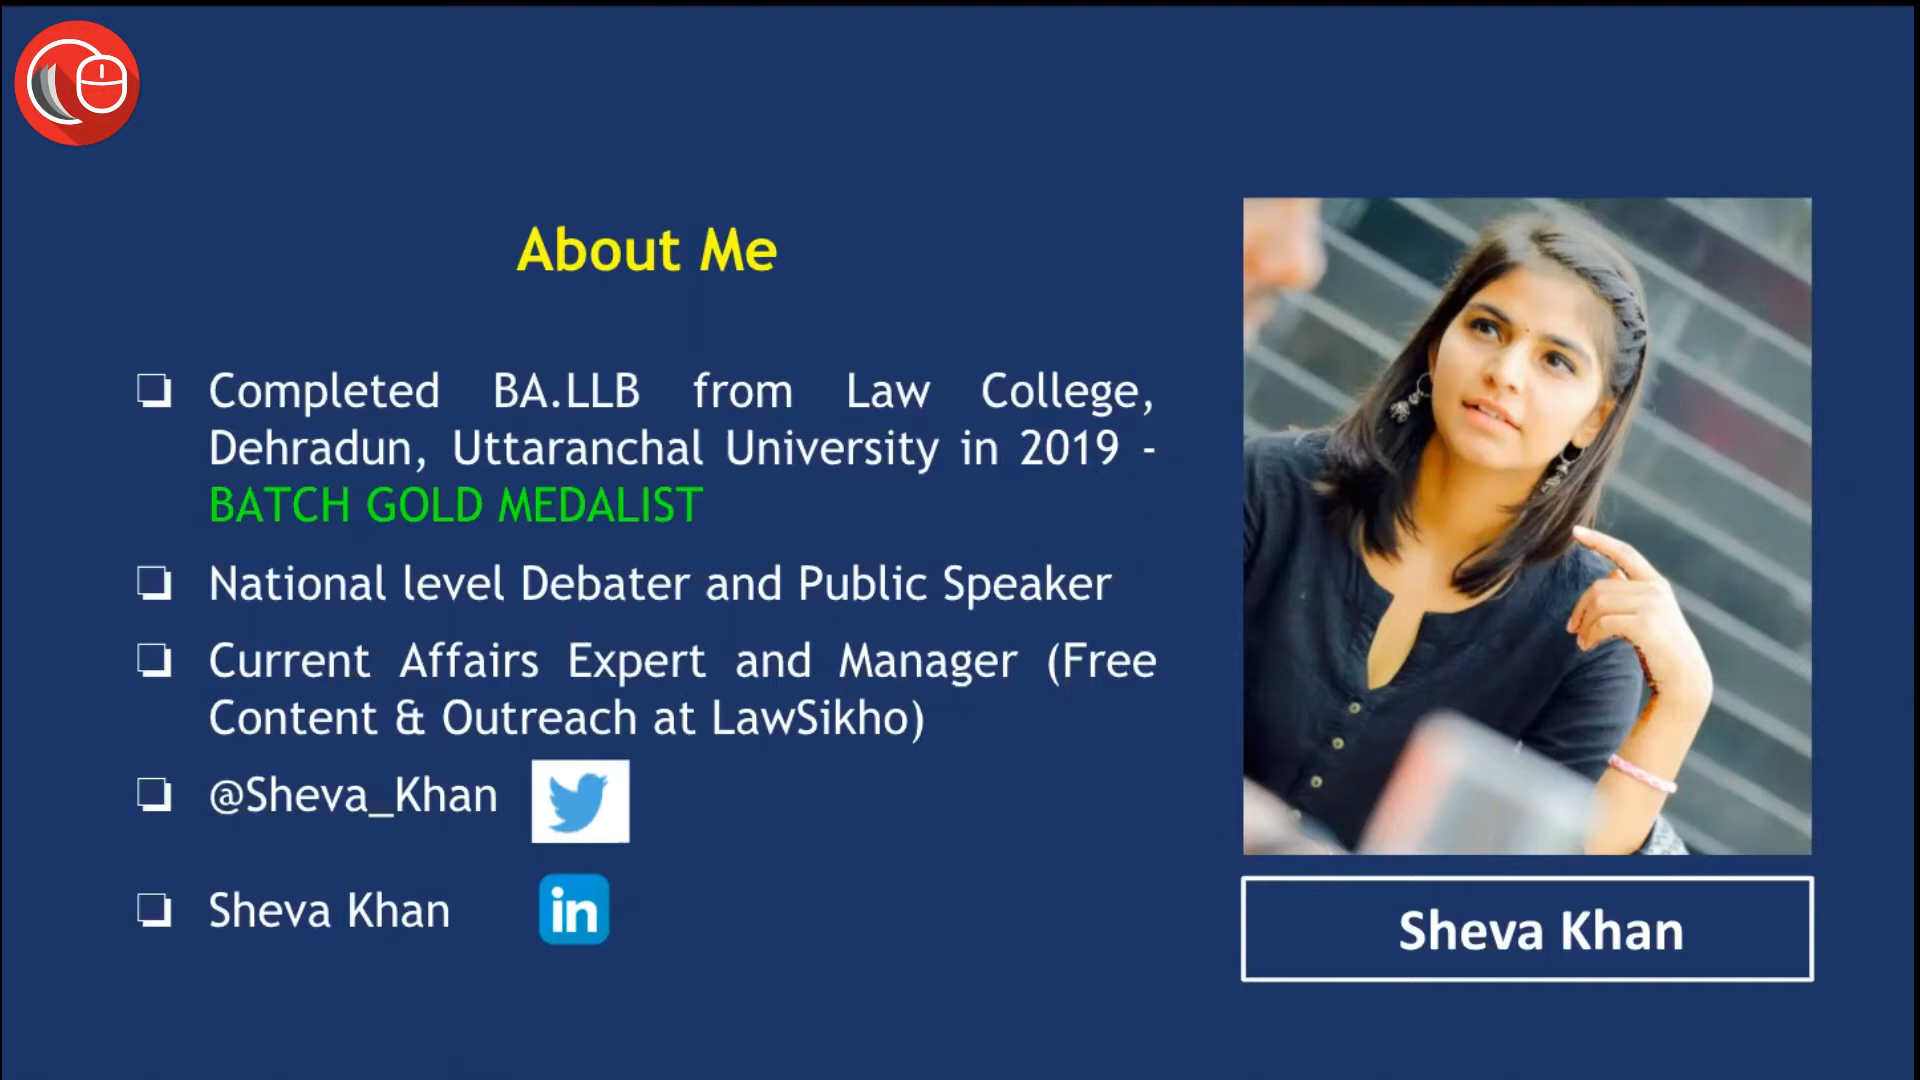 About Me
Completed BA.LLB from Law College,
Dehradun, Uttaranchal University in 2019 -
BATCH GOLD MEDALIST
National level Debater and Public Speaker
Current Affairs Expert and Manager (Free
Content & Outreach at LawSikho)
@Sheva_Khan
Sheva Khan in
Sheva Khan